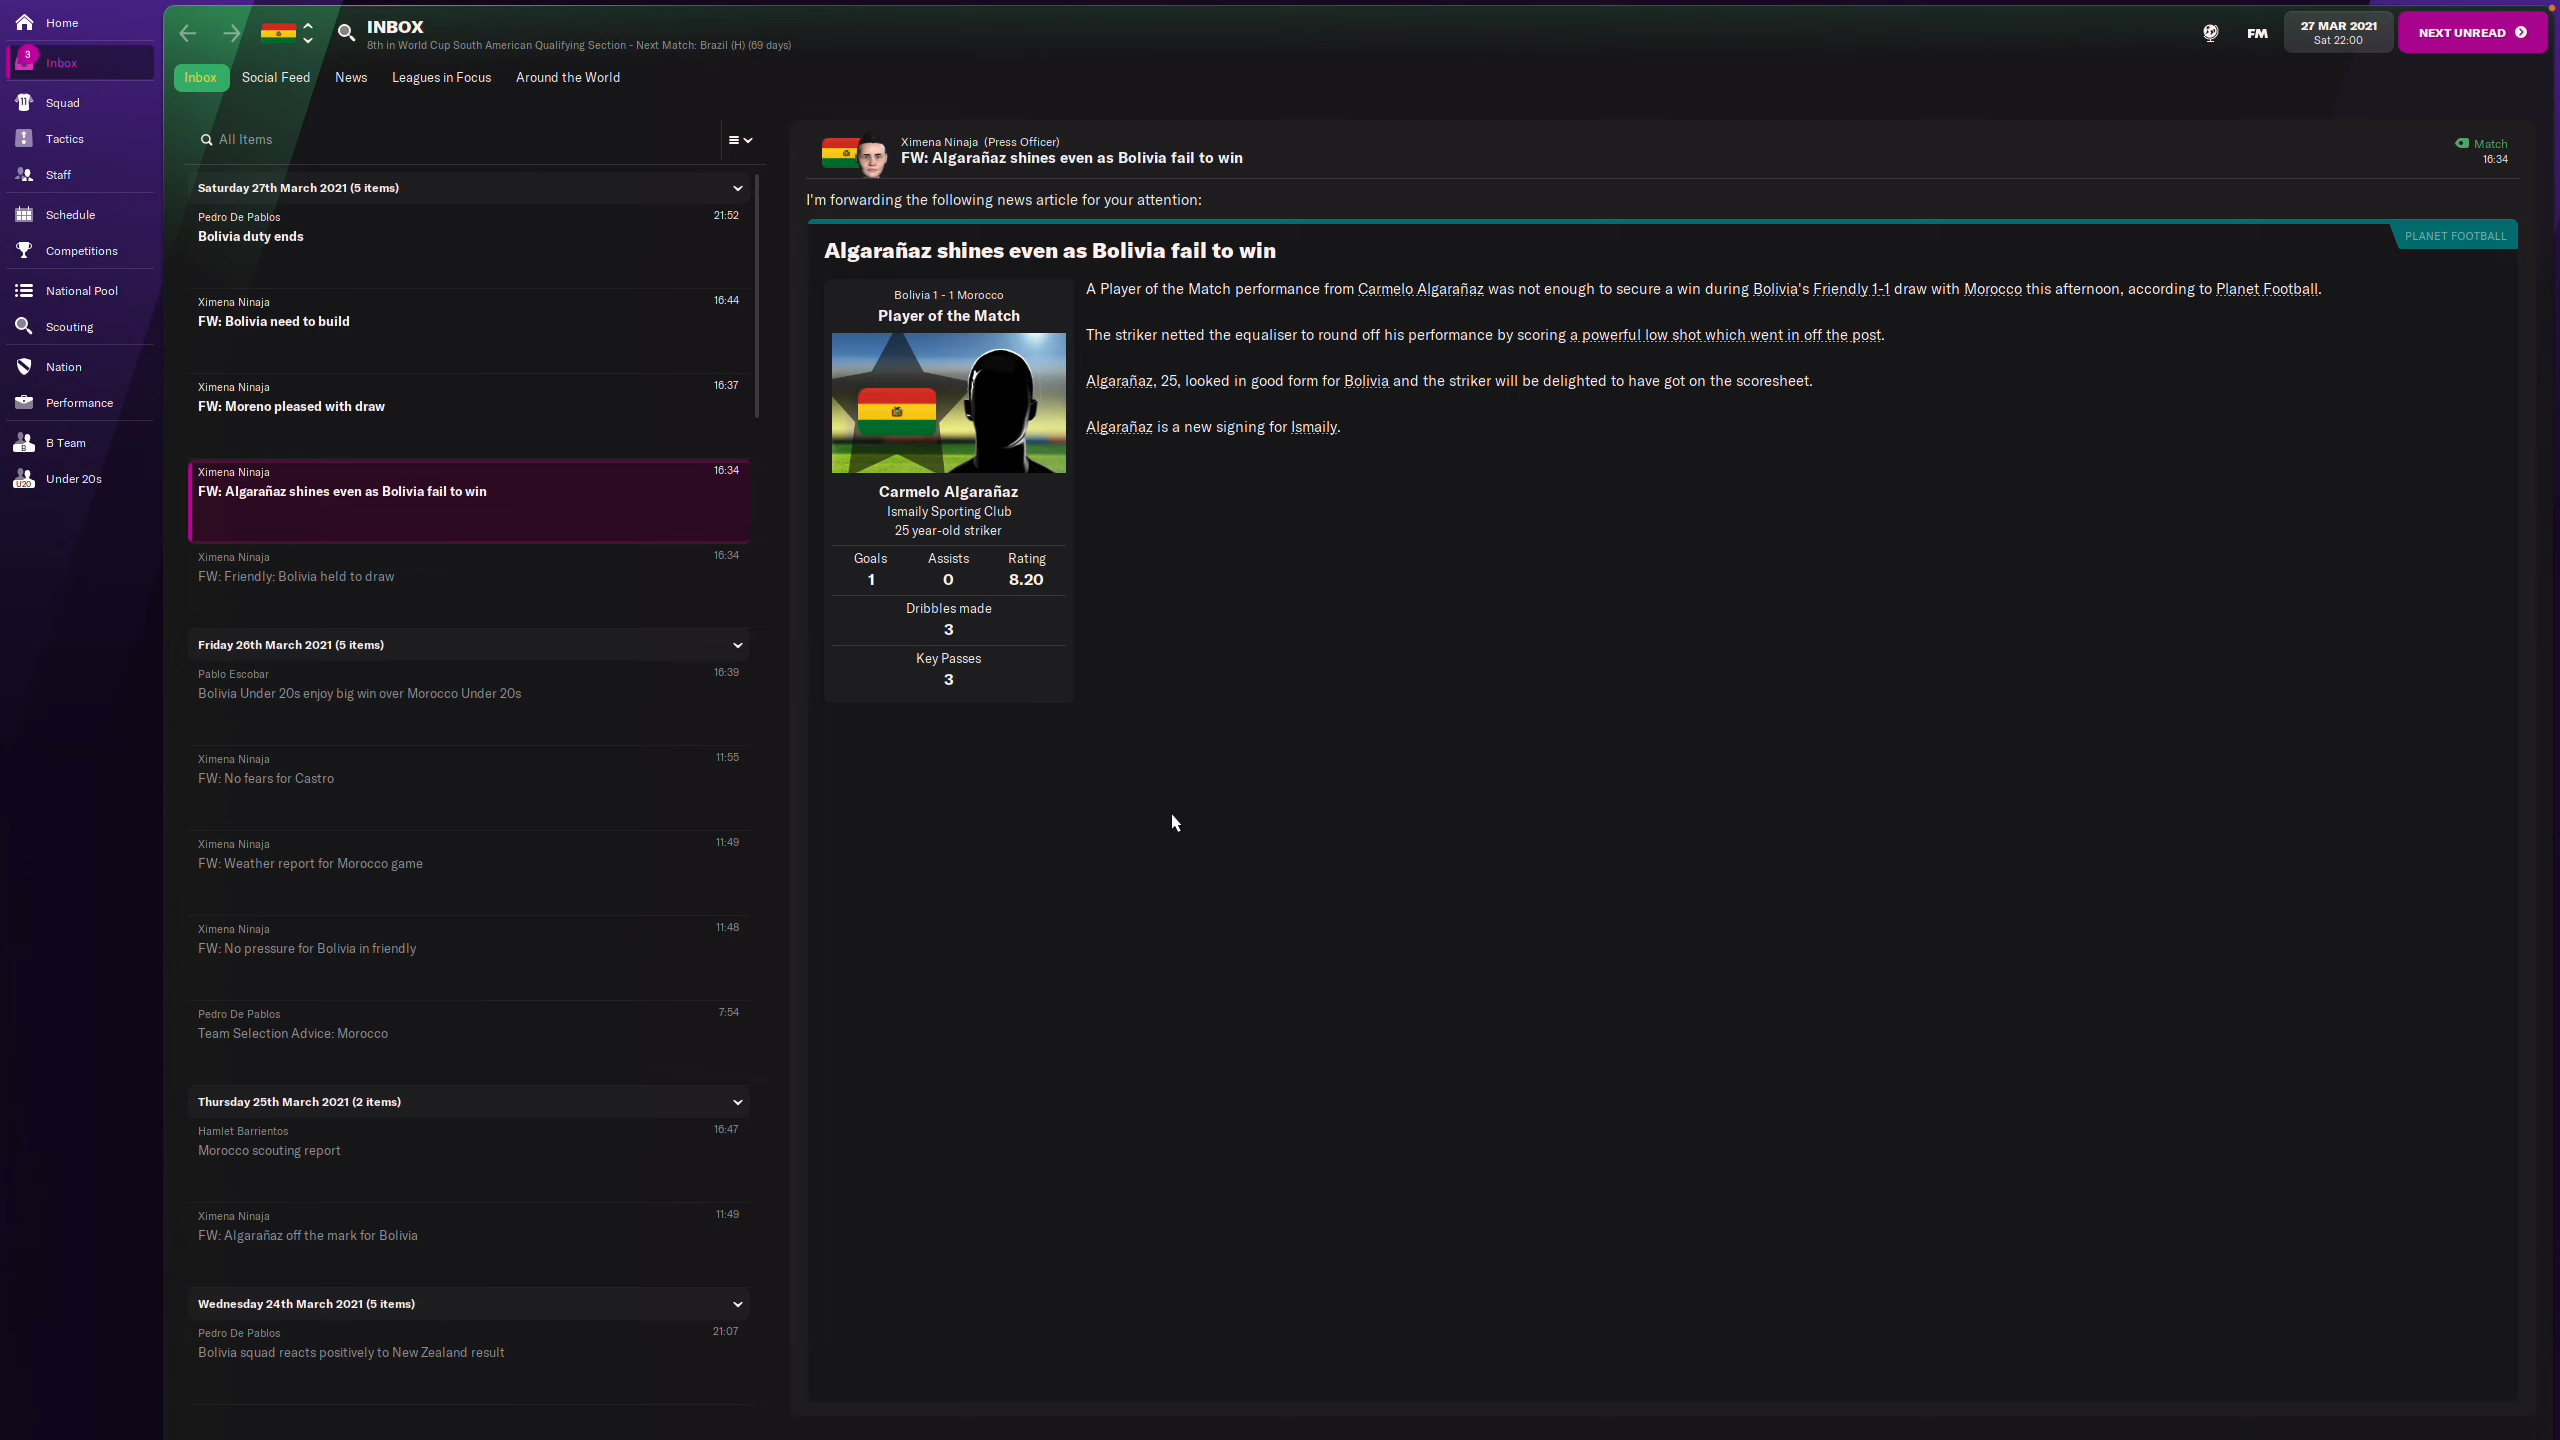 Home
3
Inbox
Squad
Tactics
Staff
Schedule
Competitions
National Pool
Scouting
Nation
Performance
B
B Team
U20
Under 20s
INBOX
8th in World Cup South American Qualifying Section - Next Match: Brazil (H) (69 days)
FM
27 MAR 2021
Sat 22:00
NEXT UNREAD
Inbox
Social Feed
News
Leagues in Focus
Around the World
All Items
Saturday 27th March 2021 (5 items)
Pedro De Pablos
21:52
Bolivia duty ends
Ximena Ninaja
16:44
FW: Bolivia need to build
Ximena Ninaja
16:37
FW: Moreno pleased with draw
Ximena Ninaja
16:34
FW: Algarañaz shines even as Bolivia fail to win
Ximena Ninaja
16:34
FW: Friendly: Bolivia held to draw
Friday 26th March 2021 (5 items)
Pablo Escobar
16:39
Bolivia Under 20s enjoy big win over Morocco Under 20s
Ximena Ninaja
11:55
FW: No fears for Castro
Ximena Ninaja
11:49
FW: Weather report for Morocco game
Ximena Ninaja
11:48
FW: No pressure for Bolivia in friendly
Pedro De Pablos
7:54
Team Selection Advice: Morocco
Thursday 25th March 2021 (2 items)
Hamlet Barrientos
16:47
Morocco scouting report
Ximena Ninaja
11:49
FW: Algarañaz off the mark for Bolivia
Wednesday 24th March 2021 (5 items)
Pedro De Pablos
21:07
Bolivia squad reacts positively to New Zealand result
Ximena Ninaja (Press Officer)
FW: Algarañaz shines even as Bolivia fail to win
Match
16:34
I'm forwarding the following news article for your attention:
PLANET FOOTBALL
Algarañaz shines even as Bolivia fail to win
Bolivia 1 - 1 Morocco
Player of the Match
Carmelo Algarañaz
Ismaily Sporting Club
25 year-old striker
Goals Assists Rating
1 0 8.20
Dribbles made
3
Key Passes
3
A Player of the Match performance from Carmelo Algarañaz was not enough to secure a win during Bolivia's Friendly 1-1 draw with Morocco this afternoon, according to Planet Football.
The striker netted the equaliser to round off his performance by scoring a powerful low shot which went in off the post.
Algarañaz, 25, looked in good form for Bolivia and the striker will be delighted to have got on the scoresheet.
Algarañaz is a new signing for Ismaily.